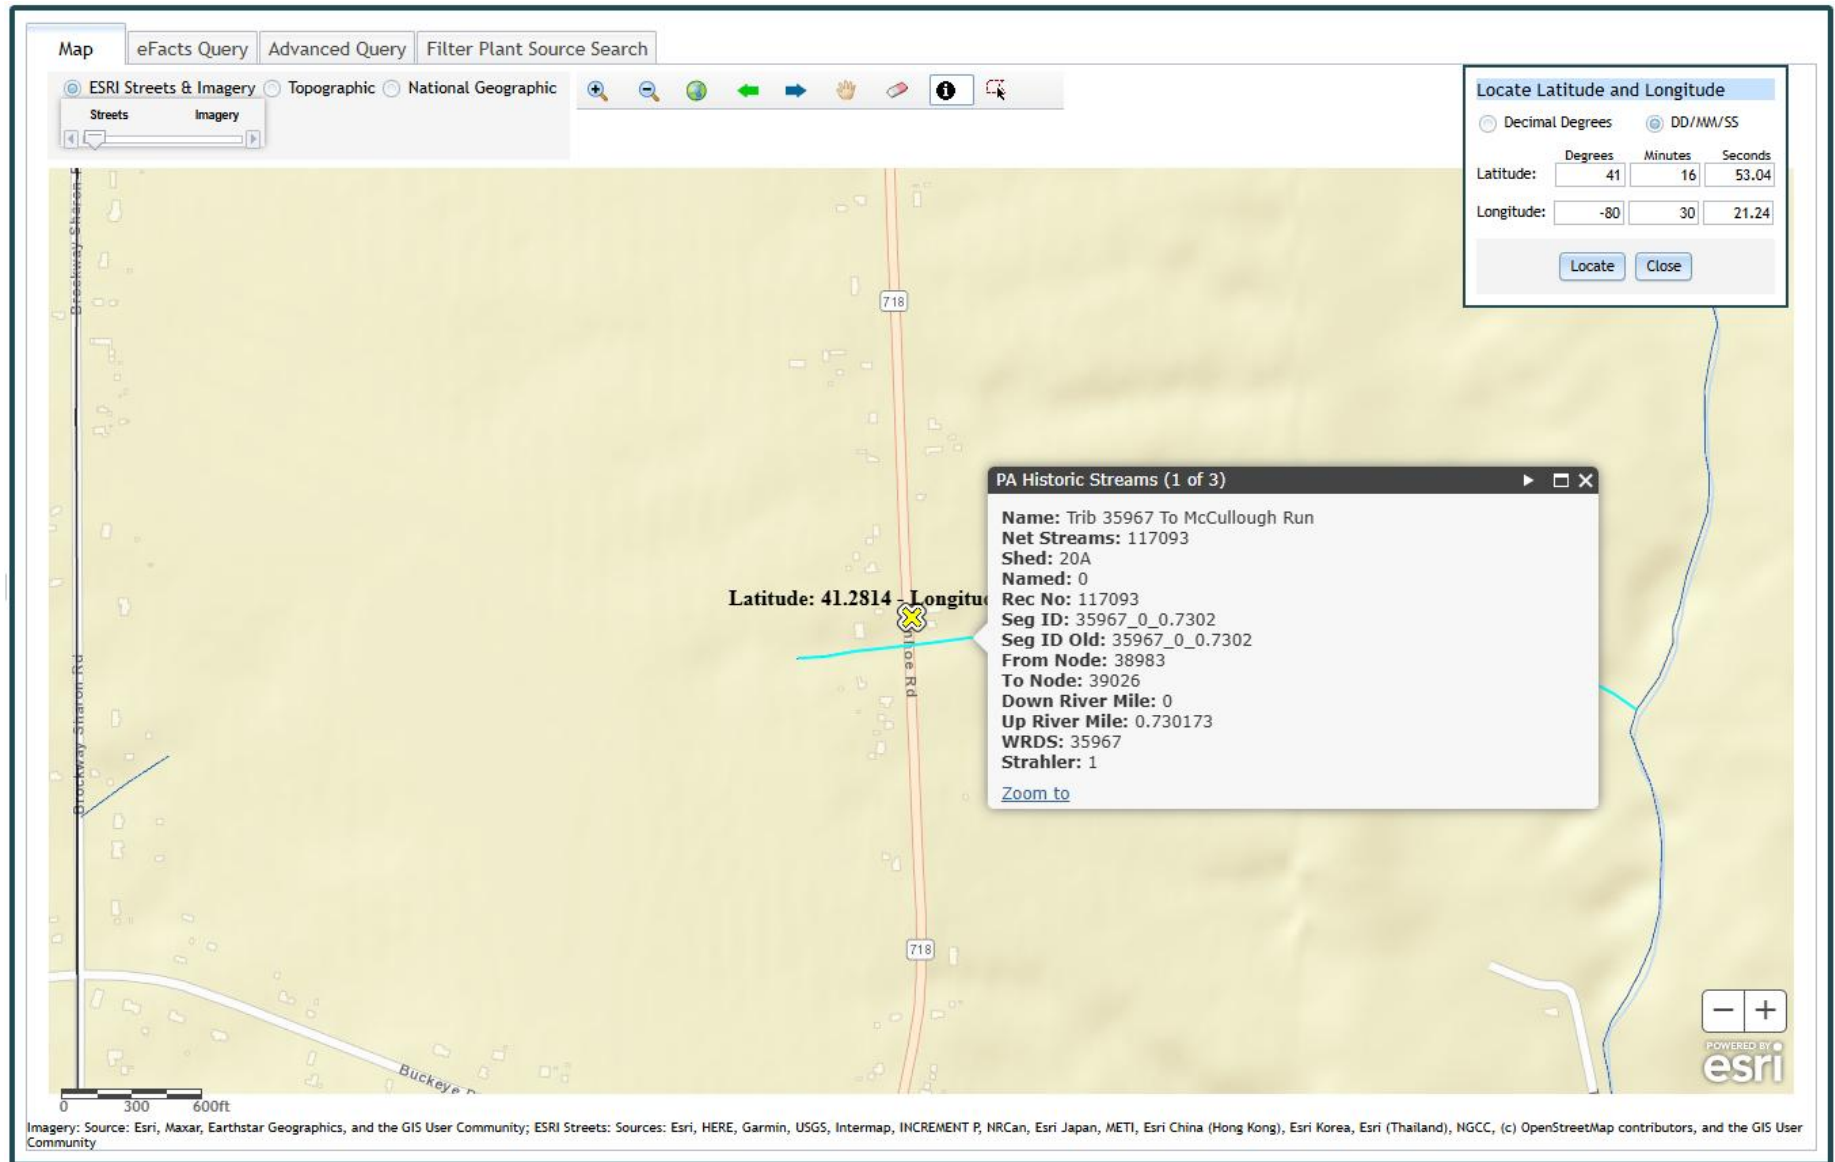 Map
eFacts Query
Advanced Query
Filter Plant Source Search
ESRI Streets & Imagery
Topographic
National Geographic
Streets
Imagery
Locate Latitude and Longitude
Decimal Degrees
DD/MM/SS
Degrees Minutes Seconds
Latitude: 41 16 53.04
Longitude: -80 30 21.24
Locate
Close
718
PA Historic Streams (1 of 3)
Name: Trib 35967 To McCullough Run
Net Streams: 117093
Shed: 20A
Named: 0
Rec No: 117093
Seg ID: 35967_0_0.7302
Seg ID Old: 35967_0_0.7302
From Node: 38983
To Node: 39026
Down River Mile: 0
Up River Mile: 0.730173
WRDS: 35967
Strahler: 1
Zoom to
Latitude: 41.2814 - Longitu
hoe Rd
Brockway Sharon
Brockway Sharon Rd
718
Buckeye
0 300 600ft
POWERED BY
esri
Imagery: Source: Esri, Maxar, Earthstar Geographics, and the GIS User Community; ESRI Streets: Sources: Esri, HERE, Garmin, USGS, Intermap, INCREMENT P, NRCan, Esri Japan, METI, Esri China (Hong Kong), Esri Korea, Esri (Thailand), NGCC, (c) OpenStreetMap contributors, and the GIS User
Community